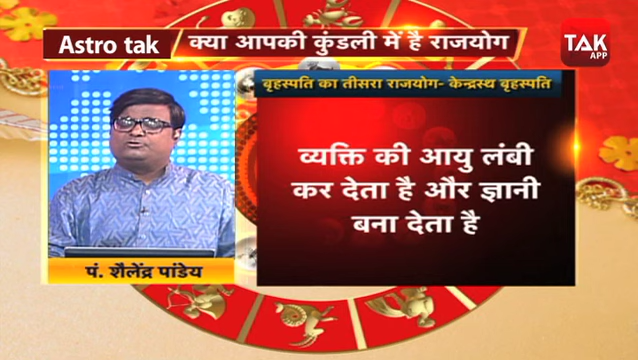 Astro tak
क्या आपकी कुंडली में है राजयोग
TAK
APP
बृहस्पति का तीसरा राजयोग- केन्द्रस्थ बृहस्पति
व्यक्ति की आयु लंबी
कर देता है और ज्ञानी
बना देता है
पं. शैलेंद्र पांडेय